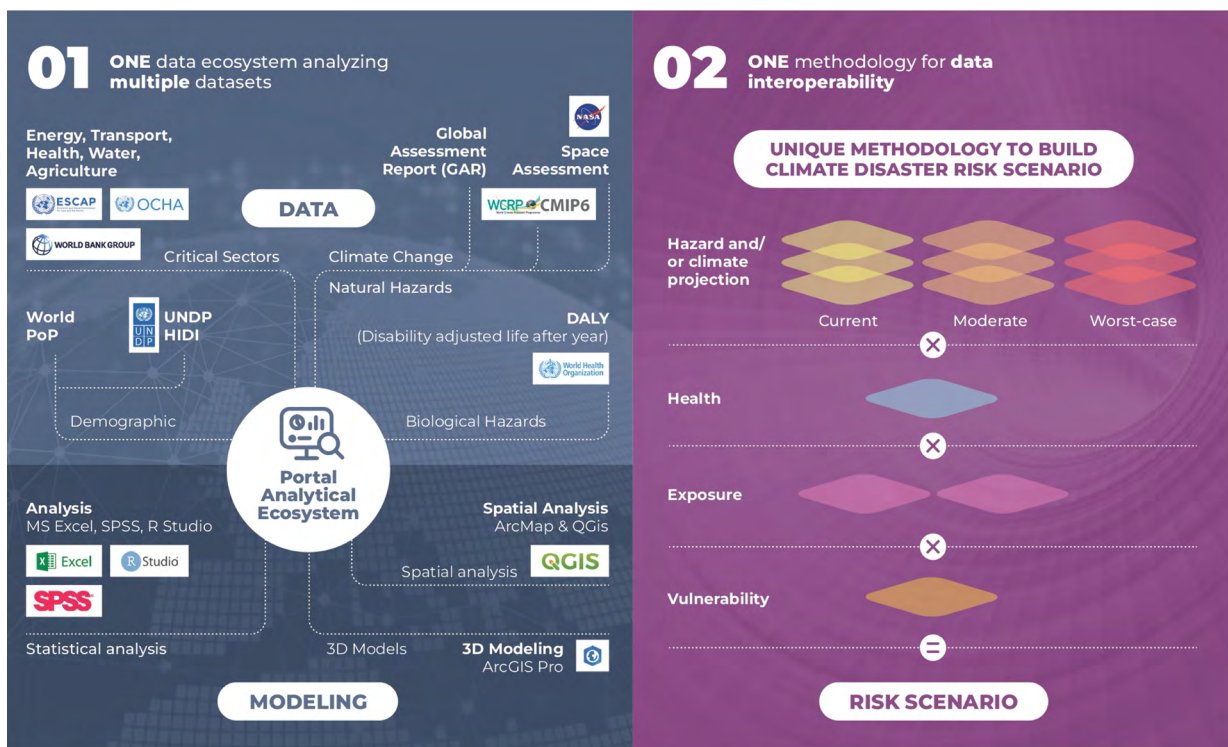 01
ONE data ecosystem analyzing
multiple datasets
Energy, Transport,
Health, Water,
Agriculture
ESCAP
OCHA
WORLD BANK GROUP
DATA
Global
Assessment
Report (GAR)
NASA
Space
Assessment
WCRP CMIP6
Critical Sectors
Climate Change
Natural Hazards
World
PoP
U N
D P
UNDP
HIDI
DALY
(Disability adjusted life after year)
World Health
Organization
Demographic
Biological Hazards
Portal
Analytical
Ecosystem
Analysis
MS Excel, SPSS, R Studio
Excel
R Studio
SPSS
Spatial Analysis
ArcMap & QGis
QGIS
Spatial analysis
Statistical analysis
3D Models
3D Modeling
ArcGIS Pro
MODELING
02
ONE methodology for data
interoperability
UNIQUE METHODOLOGY TO BUILD
CLIMATE DISASTER RISK SCENARIO
Hazard and/
or climate
projection
Current
Moderate
Worst-case
×
Health
×
Exposure
×
Vulnerability
=
RISK SCENARIO